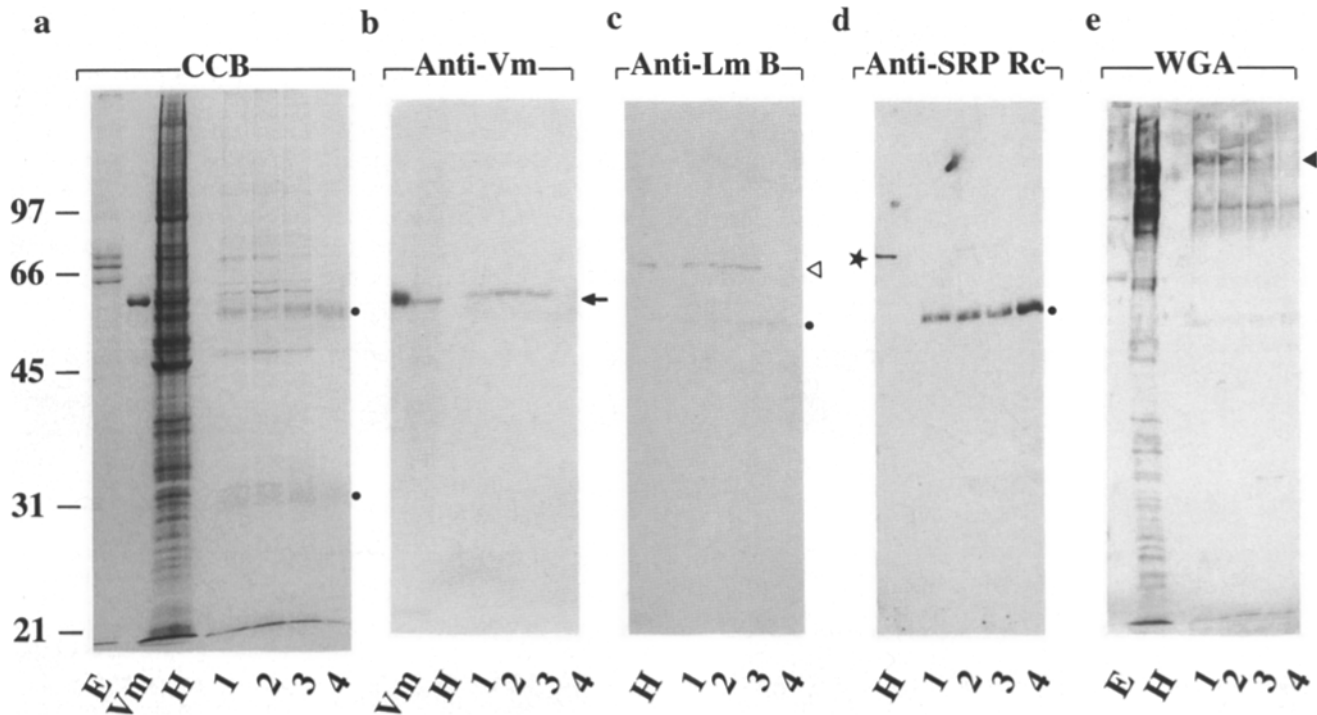 a b c d e
CCB Anti-Vm Anti-Lm B Anti-SRP Rc WGA
97
66
45
31
21
E Vm H 1 2 3 4 Vm H 1 2 3 4 H 1 2 3 4 H 1 2 3 4 E H 1 2 3 4